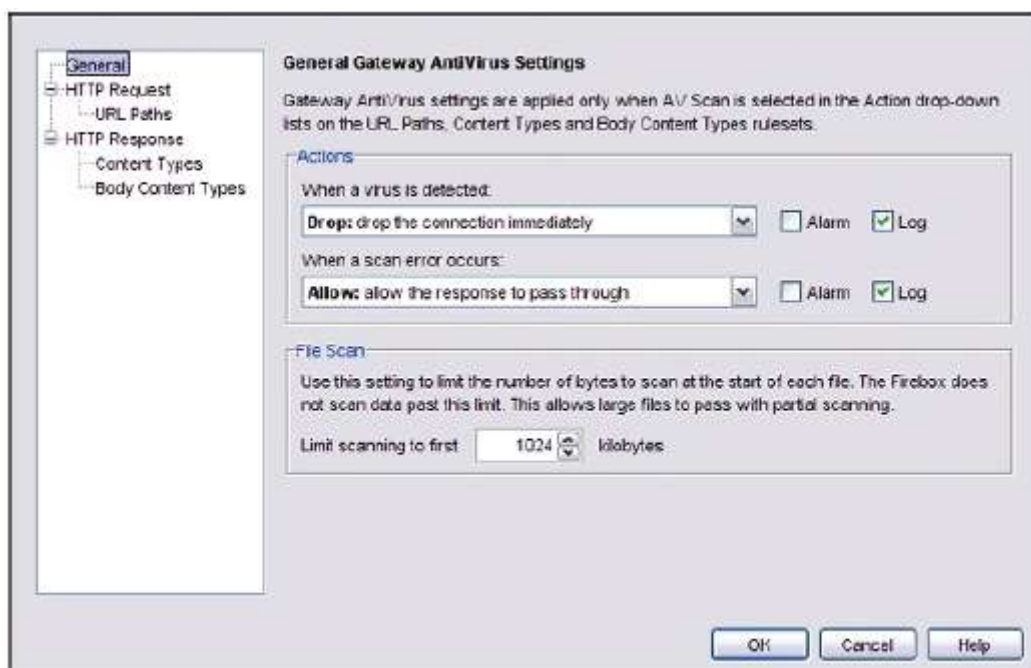 General
HTTP Request
URL Paths
HTTP Response
Content Types
Body Content Types
General Gateway AntiVirus Settings
Gateway AntiVirus settings are applied only when AV Scan is selected in the Action drop-down
lists on the URL Paths, Content Types and Body Content Types rulesets.
Actions
When a virus is detected:
Drop: drop the connection immediately
Alarm
Log
When a scan error occurs:
Allow: allow the response to pass through
Alarm
Log
File Scan
Use this setting to limit the number of bytes to scan at the start of each file. The Firebox does
not scan data past this limit. This allows large files to pass with partial scanning.
Limit scanning to first 1024 kilobytes
OK
Cancel
Help